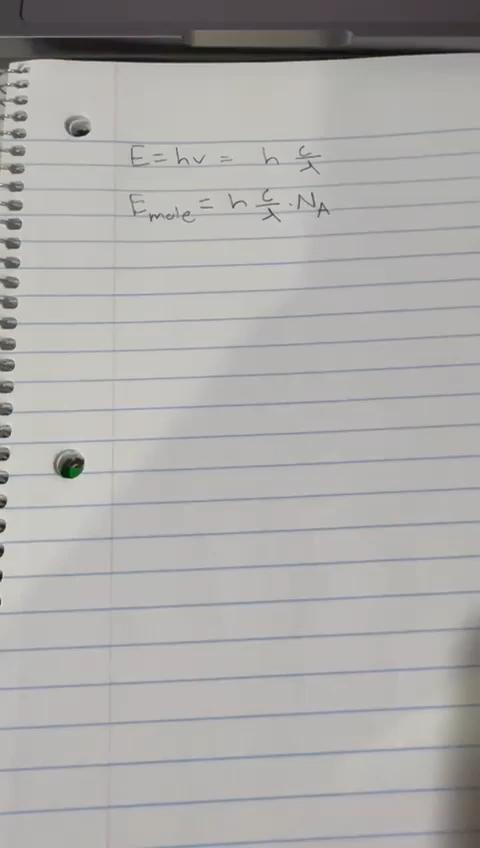 E = hν = h c/λ
E_mole = h c/λ · N_A